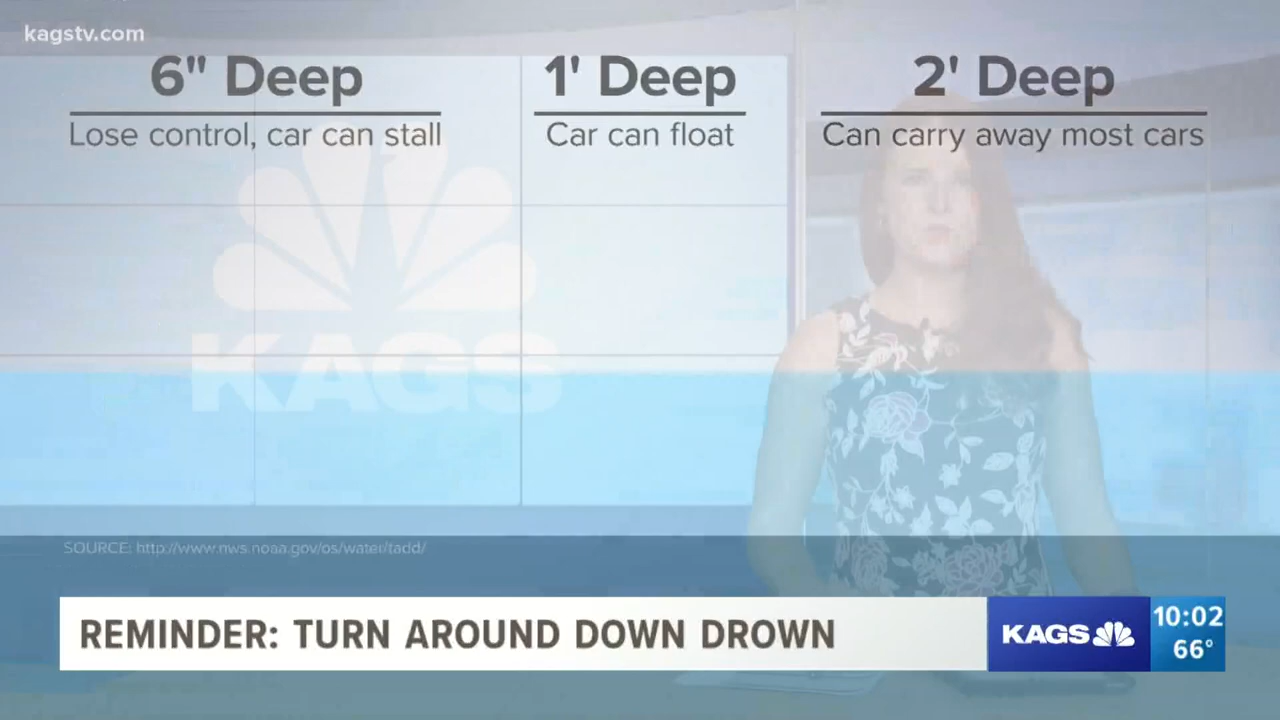 kagstv.com
6" Deep
Lose control, car can stall
1' Deep
Car can float
2' Deep
Can carry away most cars
KAGS
SOURCE: http://www.nws.noaa.gov/os/water/tadd/
REMINDER: TURN AROUND DOWN DROWN
KAGS
10:02
66°